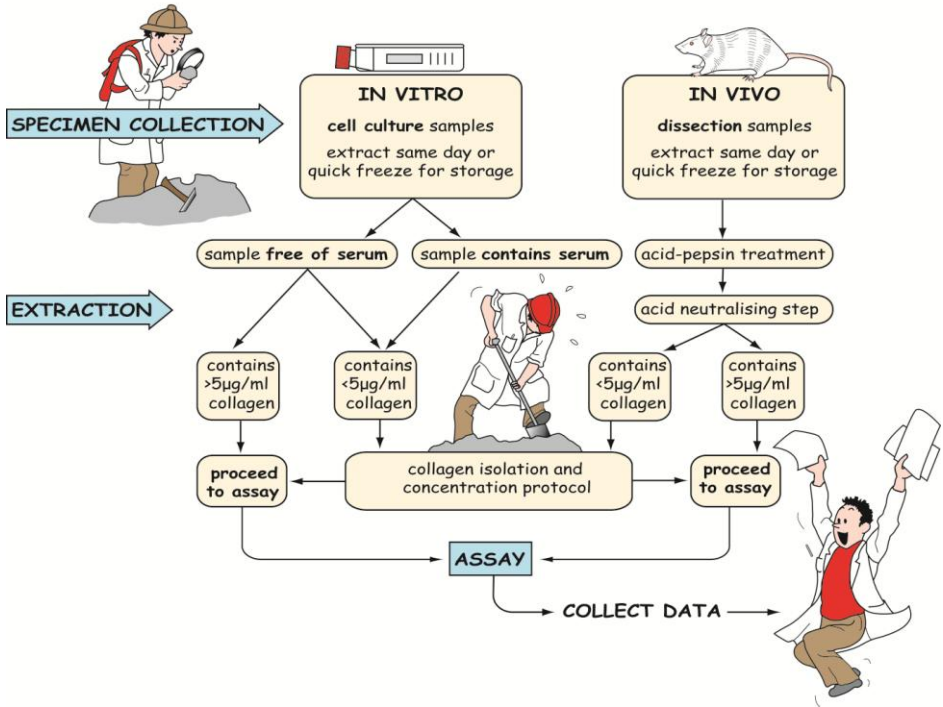 SPECIMEN COLLECTION
IN VITRO
cell culture samples
extract same day or
quick freeze for storage
IN VIVO
dissection samples
extract same day or
quick freeze for storage
sample free of serum
sample contains serum
acid-pepsin treatment
EXTRACTION
acid neutralising step
contains
>5µg/ml
collagen
contains
<5µg/ml
collagen
contains
<5µg/ml
collagen
contains
>5µg/ml
collagen
proceed
to assay
collagen isolation and
concentration protocol
proceed
to assay
ASSAY
COLLECT DATA